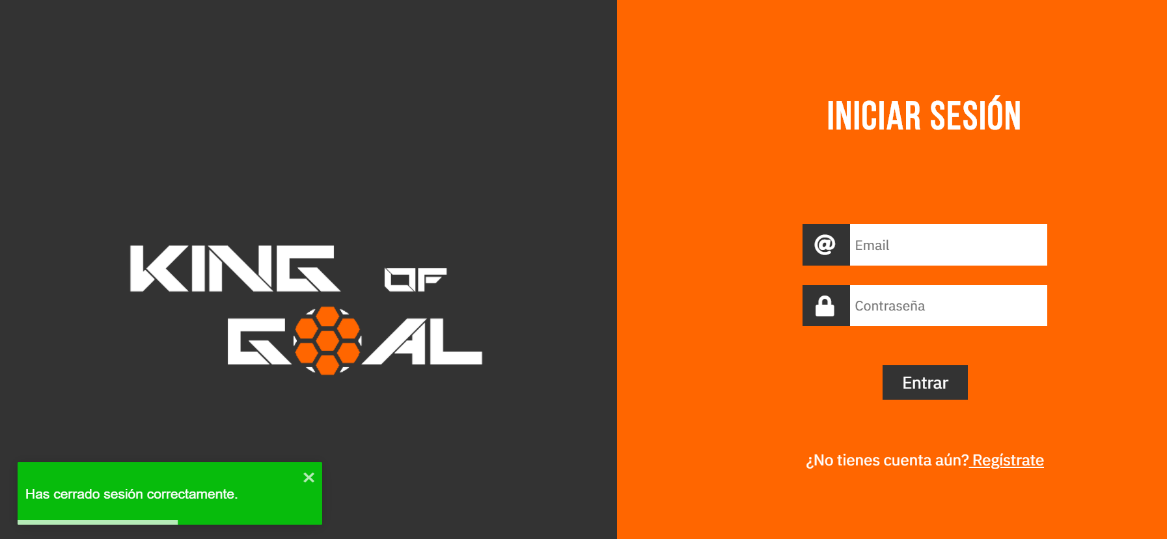 KING OF
GOAL
Has cerrado sesión correctamente.
INICIAR SESIÓN
@ Email
Contraseña
Entrar
¿No tienes cuenta aún? Regístrate